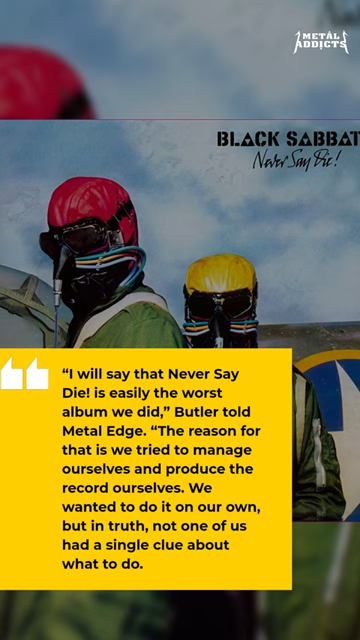 METAL
ADDICTS
BLACK SABBAT
Never Say Die!
“I will say that Never Say
Die! is easily the worst
album we did,” Butler told
Metal Edge. “The reason for
that is we tried to manage
ourselves and produce the
record ourselves. We
wanted to do it on our own,
but in truth, not one of us
had a single clue about
what to do.